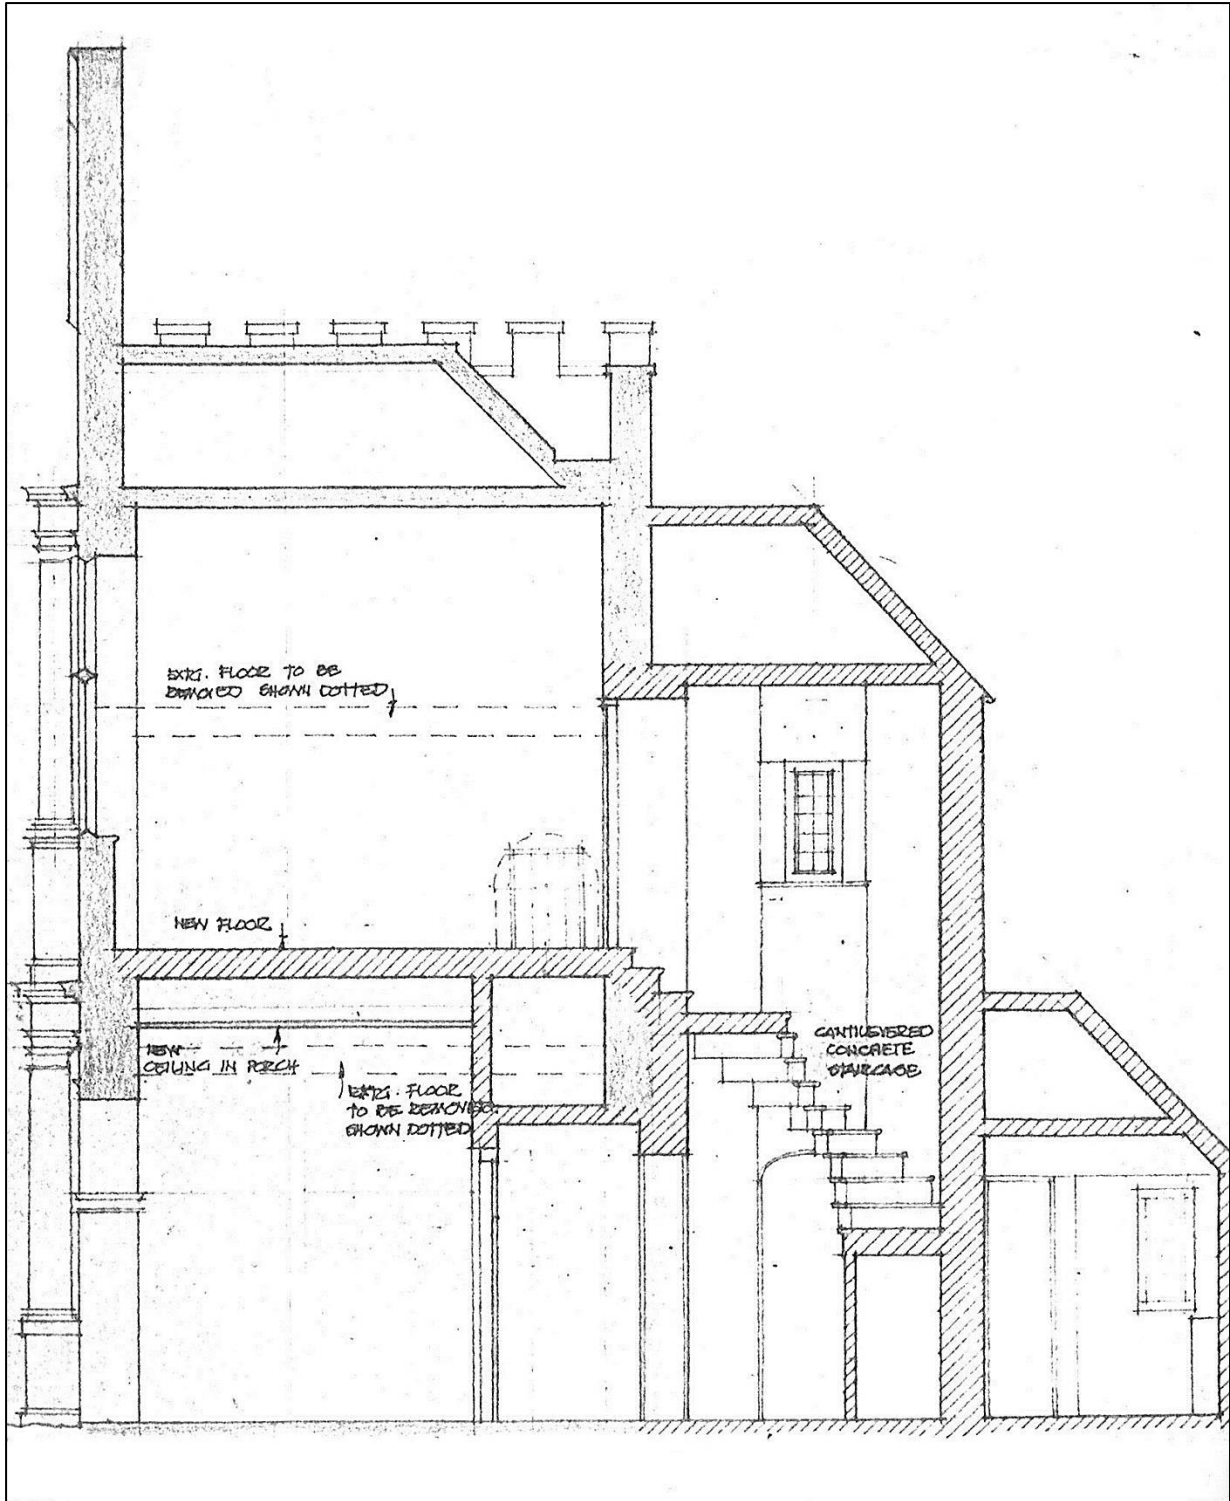 EXTG. FLOOR TO BE
REMOVED SHOWN DOTTED
NEW FLOOR
NEW
CEILING IN PORCH
EXTG. FLOOR
TO BE REMOVED
SHOWN DOTTED
CANTILEVERED
CONCRETE
STAIRCASE